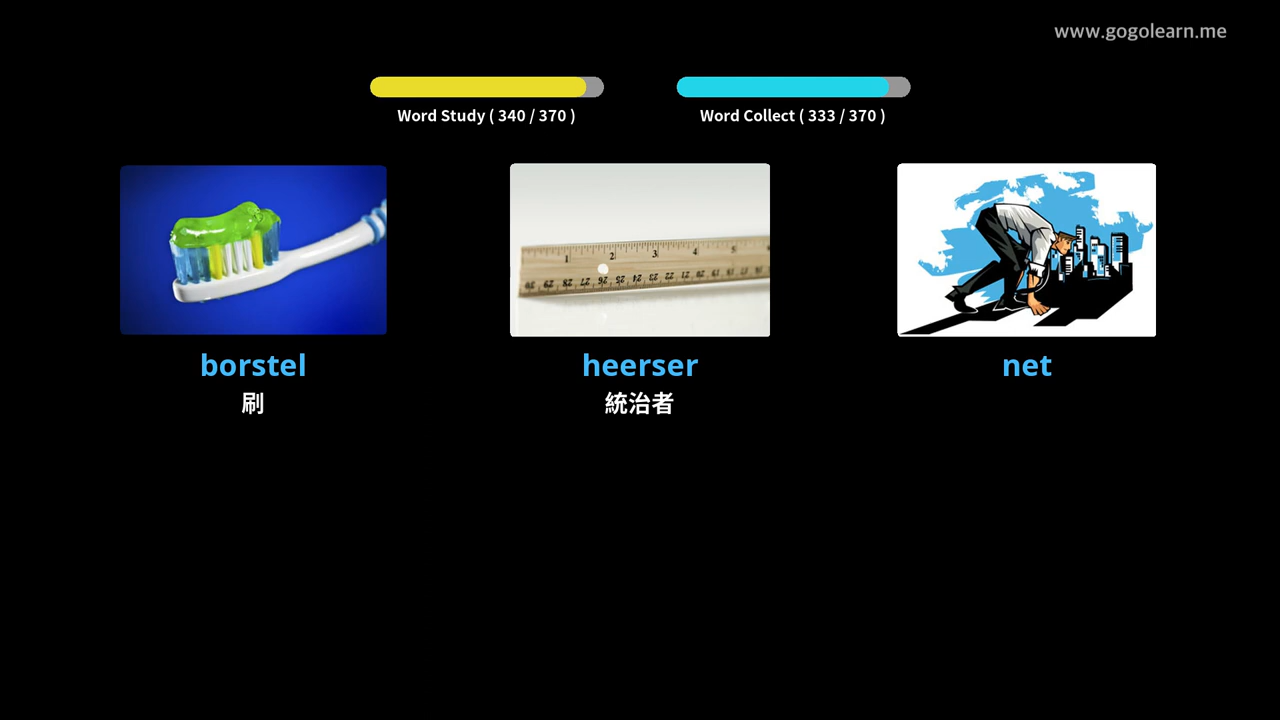 www.gogolearn.me
Word Study ( 340 / 370 )
Word Collect ( 333 / 370 )
borstel
heerser
net
刷
統治者